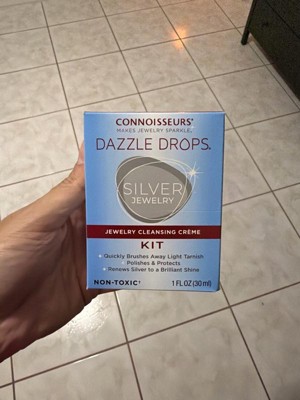 CONNOISSEURS®
MAKES JEWELRY SPARKLE®
DAZZLE DROPS®
SILVER
JEWELRY
JEWELRY CLEANSING CRÈME
KIT
• Quickly Brushes Away Light Tarnish
• Polishes & Protects
• Renews Silver to a Brilliant Shine
NON-TOXIC† 1 FL OZ (30 ml)